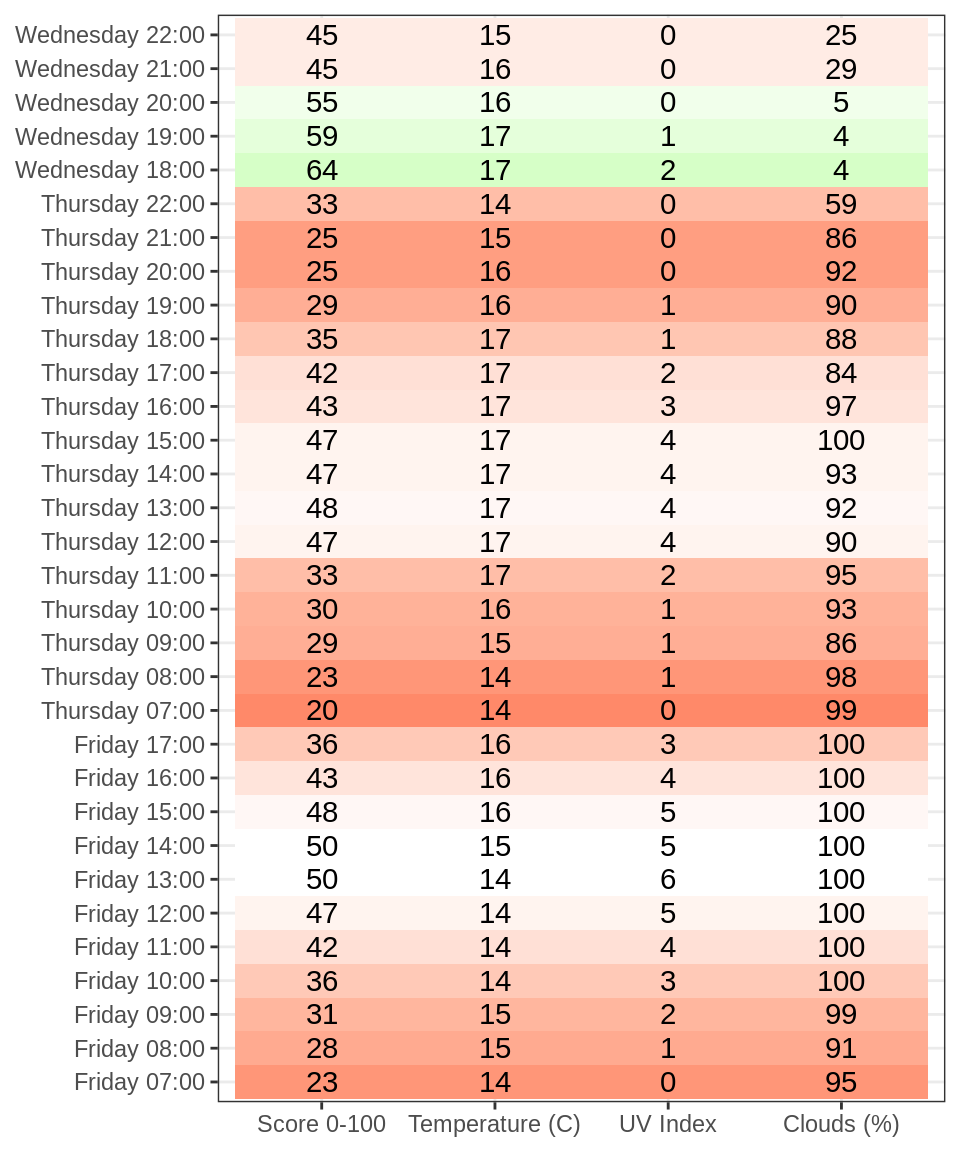 Wednesday 22:00 45 15 0 25
Wednesday 21:00 45 16 0 29
Wednesday 20:00 55 16 0 5
Wednesday 19:00 59 17 1 4
Wednesday 18:00 64 17 2 4
Thursday 22:00 33 14 0 59
Thursday 21:00 25 15 0 86
Thursday 20:00 25 16 0 92
Thursday 19:00 29 16 1 90
Thursday 18:00 35 17 1 88
Thursday 17:00 42 17 2 84
Thursday 16:00 43 17 3 97
Thursday 15:00 47 17 4 100
Thursday 14:00 47 17 4 93
Thursday 13:00 48 17 4 92
Thursday 12:00 47 17 4 90
Thursday 11:00 33 17 2 95
Thursday 10:00 30 16 1 93
Thursday 09:00 29 15 1 86
Thursday 08:00 23 14 1 98
Thursday 07:00 20 14 0 99
Friday 17:00 36 16 3 100
Friday 16:00 43 16 4 100
Friday 15:00 48 16 5 100
Friday 14:00 50 15 5 100
Friday 13:00 50 14 6 100
Friday 12:00 47 14 5 100
Friday 11:00 42 14 4 100
Friday 10:00 36 14 3 100
Friday 09:00 31 15 2 99
Friday 08:00 28 15 1 91
Friday 07:00 23 14 0 95
Score 0-100 Temperature (C) UV Index Clouds (%)